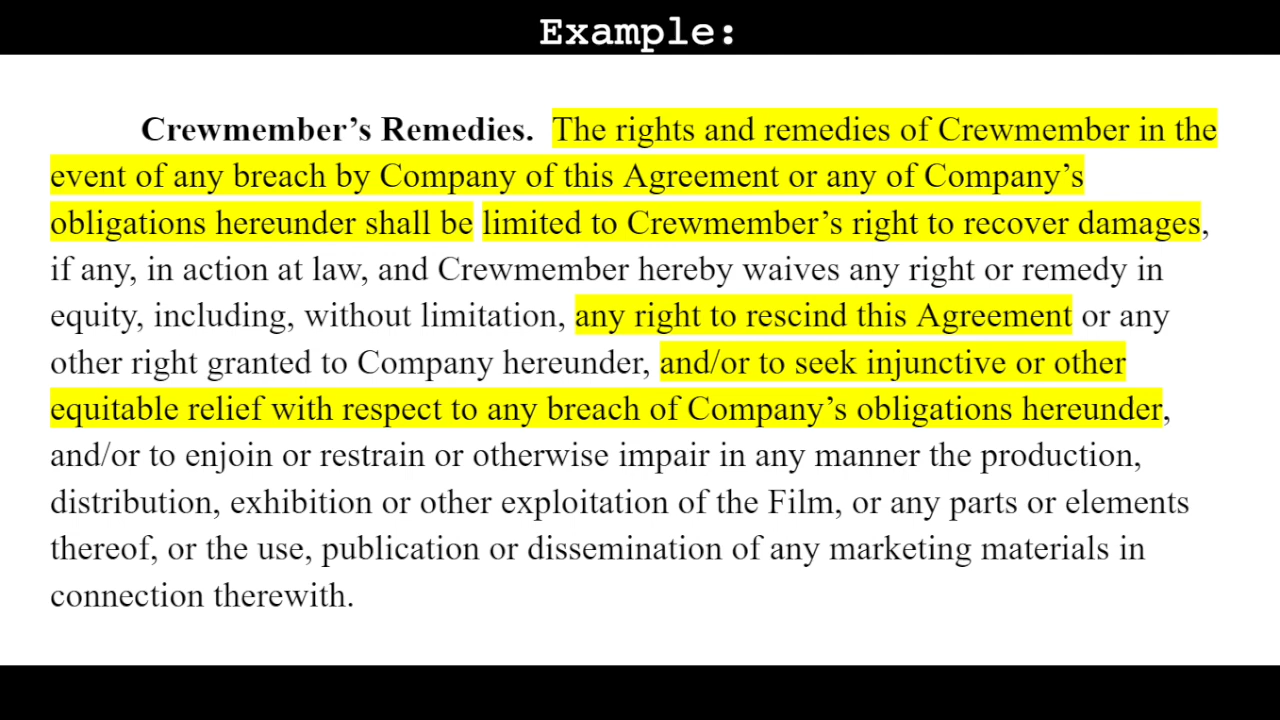 Example:
Crewmember’s Remedies. The rights and remedies of Crewmember in the
event of any breach by Company of this Agreement or any of Company’s
obligations hereunder shall be limited to Crewmember’s right to recover damages,
if any, in action at law, and Crewmember hereby waives any right or remedy in
equity, including, without limitation, any right to rescind this Agreement or any
other right granted to Company hereunder, and/or to seek injunctive or other
equitable relief with respect to any breach of Company’s obligations hereunder,
and/or to enjoin or restrain or otherwise impair in any manner the production,
distribution, exhibition or other exploitation of the Film, or any parts or elements
thereof, or the use, publication or dissemination of any marketing materials in
connection therewith.